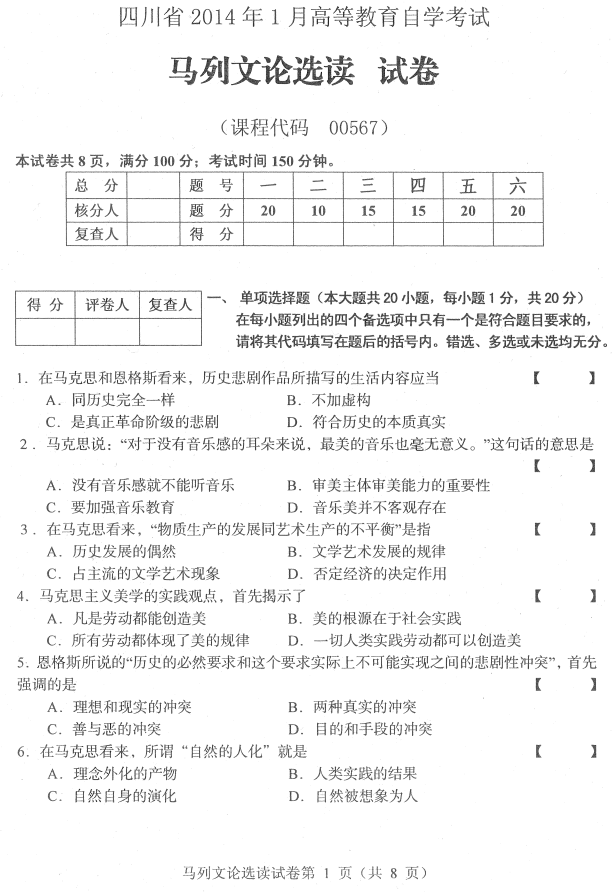 四川省 2014 年 1 月高等教育自学考试
马列文论选读 试卷
（课程代码 00567）
本试卷共 8 页，满分 100 分；考试时间 150 分钟。
总 分 题 号 一 二 三 四 五 六
核分人 题 分 20 10 15 15 20 20
复查人 得 分
得 分 评卷人 复查人
一、 单项选择题（本大题共 20 小题，每小题 1 分，共 20 分）
在每小题列出的四个备选项中只有一个是符合题目要求的，
请将其代码填写在题后的括号内。错选、多选或未选均无分。
1．在马克思和恩格斯看来，历史悲剧作品所描写的生活内容应当 【 】
A．同历史完全一样 B．不加虚构
C．是真正革命阶级的悲剧 D．符合历史的本质真实
2．马克思说：“对于没有音乐感的耳朵来说，最美的音乐也毫无意义。”这句话的意思是
【 】
A．没有音乐感就不能听音乐 B．审美主体审美能力的重要性
C．要加强音乐教育 D．音乐美并不客观存在
3．在马克思看来，“物质生产的发展同艺术生产的不平衡”是指 【 】
A．历史发展的偶然 B．文学艺术发展的规律
C．占主流的文学艺术现象 D．否定经济的决定作用
4．马克思主义美学的实践观点，首先揭示了 【 】
A．凡是劳动都能创造美 B．美的根源在于社会实践
C．所有劳动都体现了美的规律 D．一切人类实践劳动都可以创造美
5．恩格斯所说的“历史的必然要求和这个要求实际上不可能实现之间的悲剧性冲突”，首先
强调的是 【 】
A．理想和现实的冲突 B．两种真实的冲突
C．善与恶的冲突 D．目的和手段的冲突
6．在马克思看来，所谓“自然的人化”就是 【 】
A．理念外化的产物 B．人类实践的结果
C．自然自身的演化 D．自然被想象为人
马列文论选读试卷第 1 页（共 8 页）